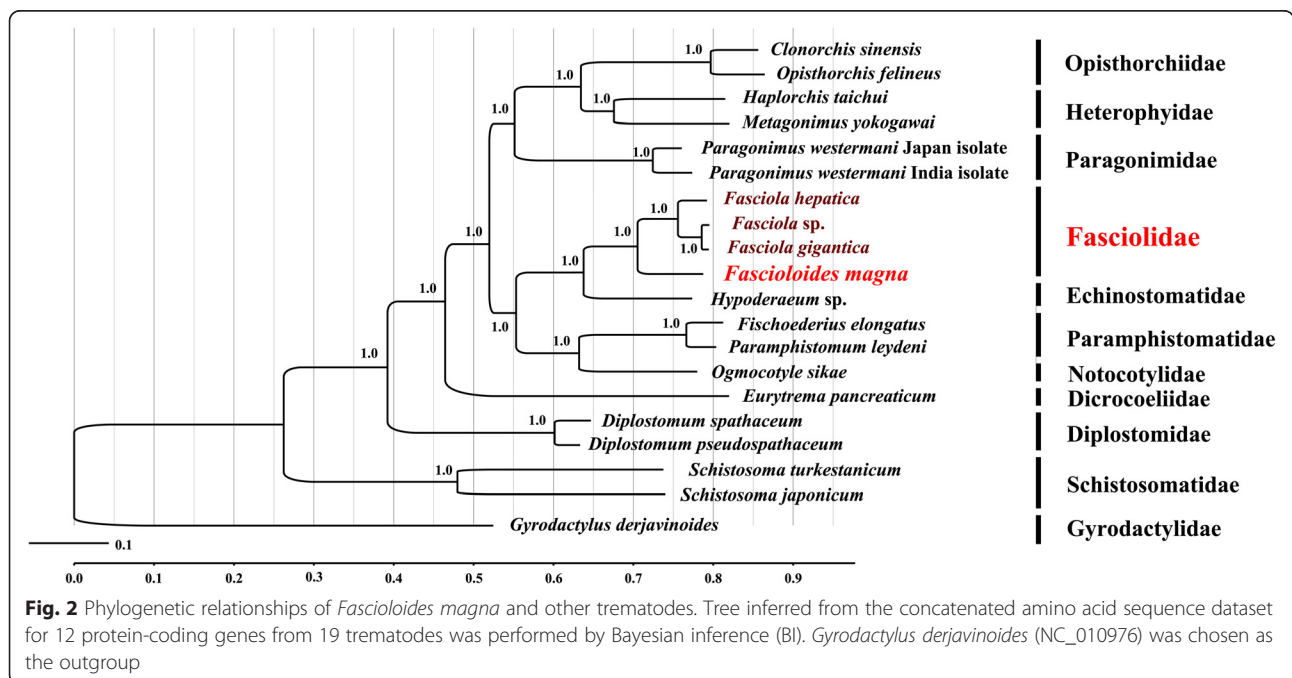 1.0 Clonorchis sinensis
Opisthorchis felineus
Opisthorchiidae
1.0
1.0 Haplorchis taichui
Metagonimus yokogawai
Heterophyidae
1.0
1.0 Paragonimus westermani Japan isolate
Paragonimus westermani India isolate
Paragonimidae
1.0
1.0 Fasciola hepatica
Fasciola sp.
1.0 Fasciola gigantica
1.0 Fascioloides magna
Fasciolidae
1.0
Hypoderaeum sp.
Echinostomatidae
1.0
1.0 Fischoederius elongatus
Paramphistomum leydeni
Paramphistomatidae
1.0
Ogmocotyle sikae
Notocotylidae
1.0
Eurytrema pancreaticum
Dicrocoeliidae
1.0
1.0 Diplostomum spathaceum
Diplostomum pseudospathaceum
Diplostomidae
1.0 Schistosoma turkestanicum
Schistosoma japonicum
Schistosomatidae
Gyrodactylus derjavinoides
Gyrodactylidae
0.1
0.0 0.1 0.2 0.3 0.4 0.5 0.6 0.7 0.8 0.9
Fig. 2 Phylogenetic relationships of Fascioloides magna and other trematodes. Tree inferred from the concatenated amino acid sequence dataset
for 12 protein-coding genes from 19 trematodes was performed by Bayesian inference (BI). Gyrodactylus derjavinoides (NC_010976) was chosen as
the outgroup